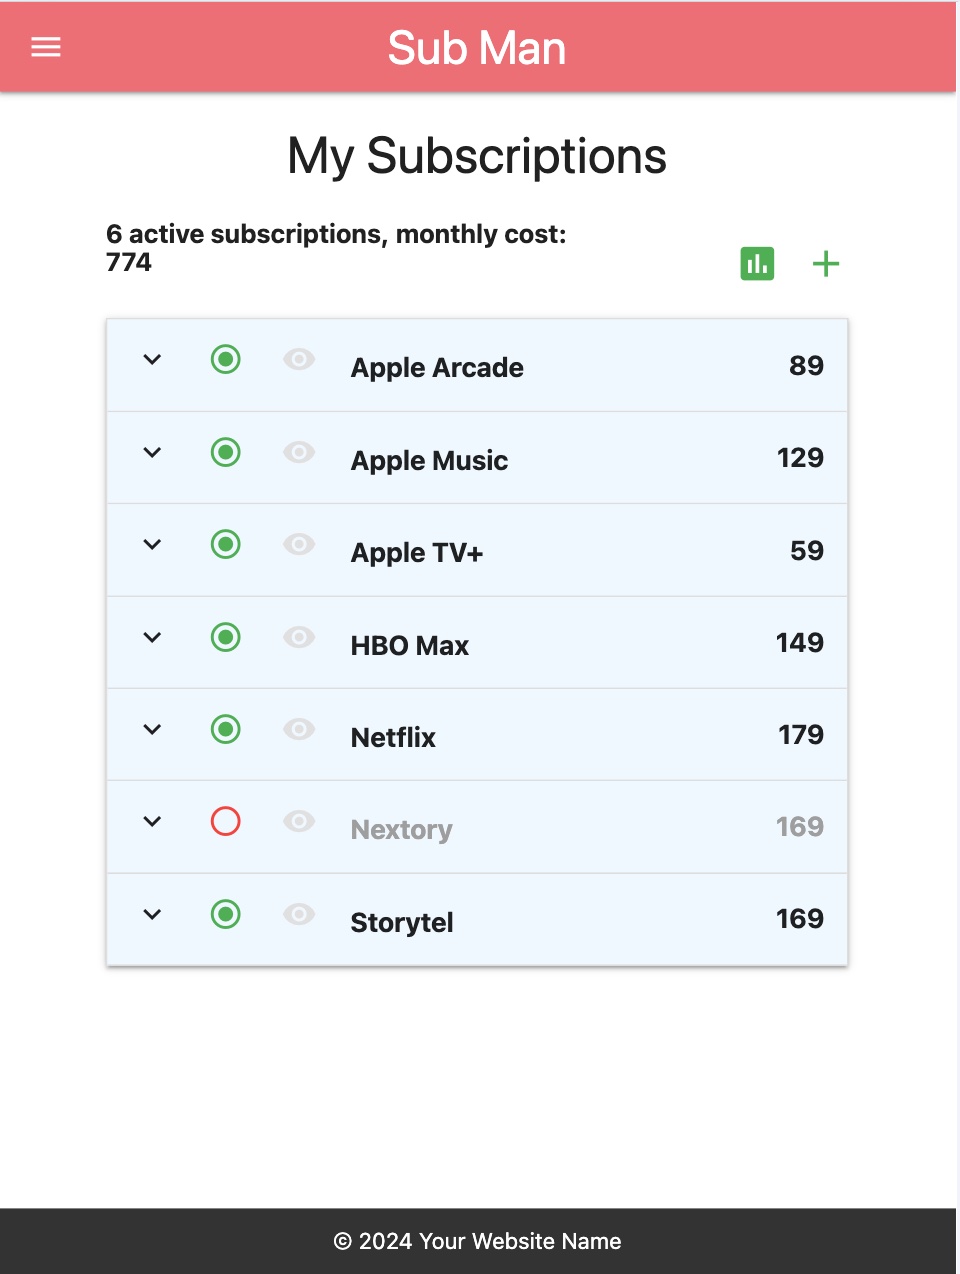 Sub Man
My Subscriptions
6 active subscriptions, monthly cost:
774
Apple Arcade 89
Apple Music 129
Apple TV+ 59
HBO Max 149
Netflix 179
Nextory 169
Storytel 169
© 2024 Your Website Name